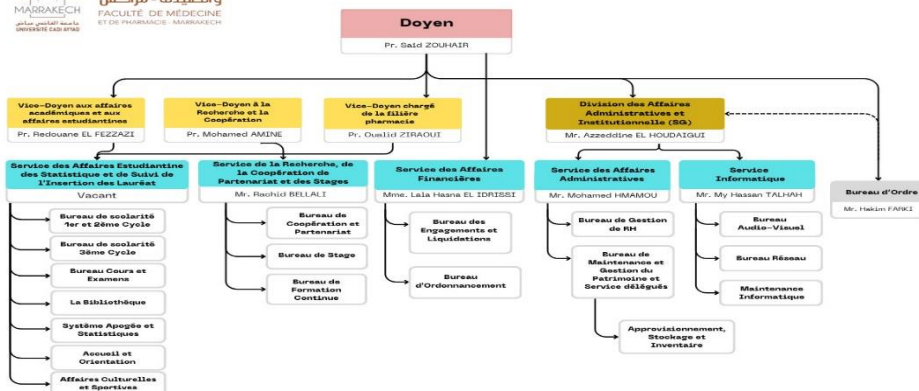 MARRAKECH
جامعة القاضي عياض
UNIVERSITÉ CADI AYYAD
والصيدلة - مراكش
FACULTÉ DE MÉDECINE
ET DE PHARMACIE - MARRAKECH
Doyen
Pr. Said ZOUHAIR
Vice-Doyen aux affaires
académiques et aux
affaires estudiantines
Pr. Redouane EL FEZZAZI
Vice-Doyen à la
Recherche et la
Coopération
Pr. Mohamed AMINE
Vice-Doyen chargé
de la filière
pharmacie
Pr. Oualid ZIRAOUI
Division des Affaires
Administratives et
Institutionnelle (SG)
Mr. Azzeddine EL HOUDAIGUI
Service des Affaires Estudiantine
des Statistique et de Suivi de
l'Insertion des Lauréat
Vacant
Bureau de scolarité
1er et 2ème Cycle
Bureau de scolarité
3ème Cycle
Bureau Cours et
Examens
La Bibliothèque
Système Apogée et
Statistiques
Accueil et
Orientation
Affaires Culturelles
et Sportives
Service de la Recherche, de
la Coopération de
Partenariat et des Stages
Mr. Rachid BELLALI
Bureau de
Coopération et
Partenariat
Bureau de Stage
Bureau de
Formation
Continue
Service des Affaires
Financières
Mme. Lala Hasna EL IDRISSI
Bureau des
Engagements et
Liquidations
Bureau
d'Ordonnancement
Service des Affaires
Administratives
Mr. Mohamed HMAMOU
Bureau de Gestion
de RH
Bureau de
Maintenance et
Gestion du
Patrimoine et
Service délégués
Approvisionnement,
Stockage et
Inventaire
Service
Informatique
Mr. My Hassan TALHAH
Bureau
Audio-Visuel
Bureau Réseau
Maintenance
Informatique
Bureau d'Ordre
Mr. Hakim FARKI